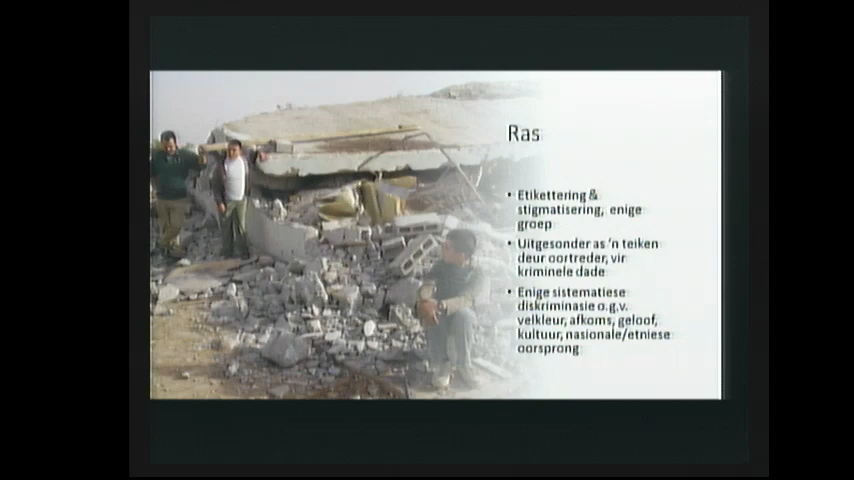 Ras
• Etikettering &
stigmatisering, enige
groep
• Uitgesonder as 'n teiken
deur oortreder, vir
kriminele dade
• Enige sistematiese
diskriminasie o.g.v.
velkleur, afkoms, geloof,
kultuur, nasionale/etniese
oorsprong